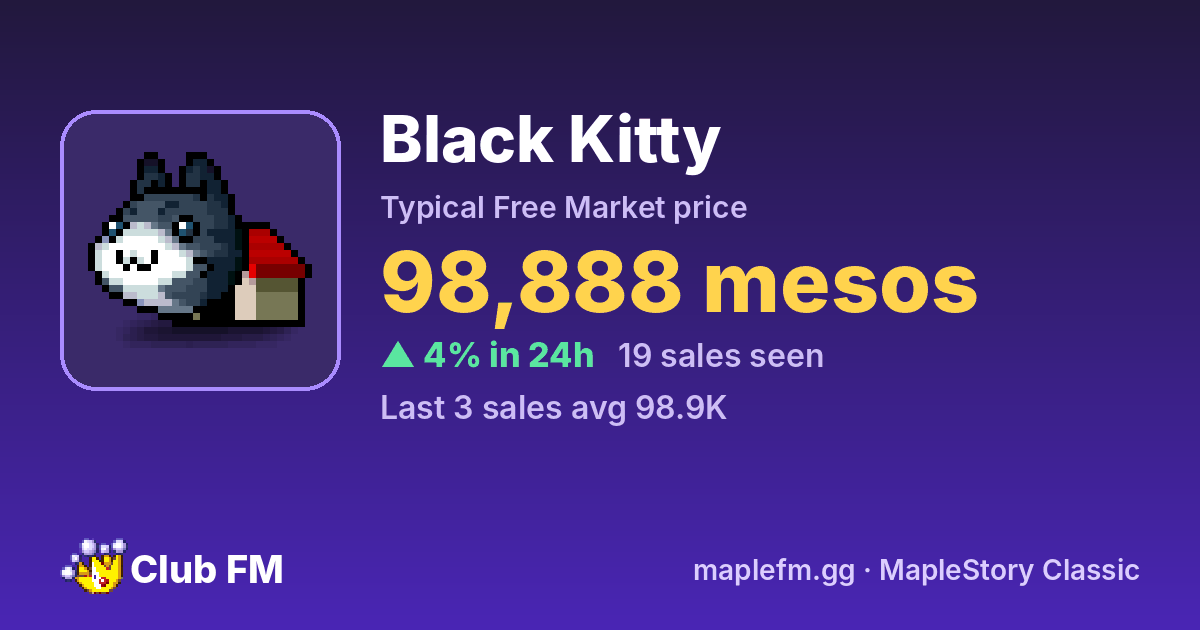 Black Kitty
Typical Free Market price
98,888 mesos
▲ 4% in 24h 19 sales seen
Last 3 sales avg 98.9K
Club FM
maplefm.gg · MapleStory Classic